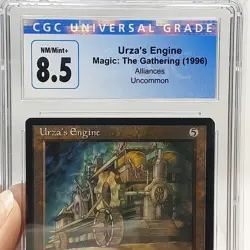 CGC UNIVERSAL GRADE
NM/Mint+
8.5
Urza's Engine
Magic: The Gathering (1996)
Alliances
Uncommon
Urza's Engine 5